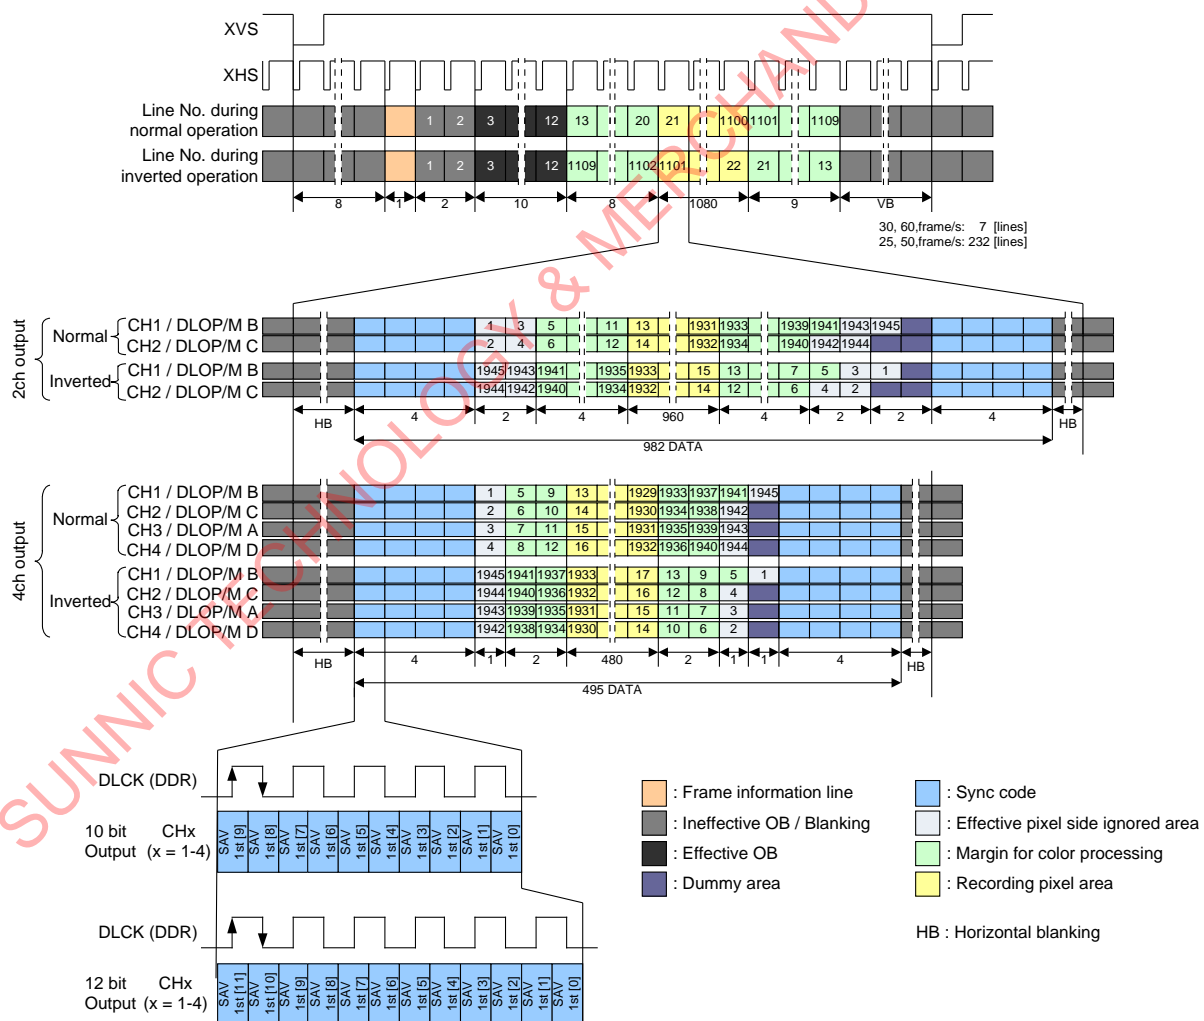 XVS
XHS
Line No. during
normal operation
1 2 3 12 13 20 21 1100 1101 1109
Line No. during
inverted operation
1 2 3 12 1109 1102 1101 22 21 13
8 1 2 10 8 1080 9 VB
30, 60,frame/s: 7 [lines]
25, 50,frame/s: 232 [lines]
2ch output
Normal
CH1 / DLOP/M B 1 3 5 11 13 1931 1933 1939 1941 1943 1945
CH2 / DLOP/M C 2 4 6 12 14 1932 1934 1940 1942 1944
Inverted
CH1 / DLOP/M B 1945 1943 1941 1935 1933 15 13 7 5 3 1
CH2 / DLOP/M C 1944 1942 1940 1934 1932 14 12 6 4 2
HB 4 2 4 960 4 2 2 4 HB
982 DATA
4ch output
Normal
CH1 / DLOP/M B 1 5 9 13 1929 1933 1937 1941 1945
CH2 / DLOP/M C 2 6 10 14 1930 1934 1938 1942
CH3 / DLOP/M A 3 7 11 15 1931 1935 1939 1943
CH4 / DLOP/M D 4 8 12 16 1932 1936 1940 1944
Inverted
CH1 / DLOP/M B 1945 1941 1937 1933 17 13 9 5 1
CH2 / DLOP/M C 1944 1940 1936 1932 16 12 8 4
CH3 / DLOP/M A 1943 1939 1935 1931 15 11 7 3
CH4 / DLOP/M D 1942 1938 1934 1930 14 10 6 2
HB 4 1 2 480 2 1 1 4 HB
495 DATA
DLCK (DDR)
10 bit Output CHx (x = 1-4)
SAV 1st [9] SAV 1st [8] SAV 1st [7] SAV 1st [6] SAV 1st [5] SAV 1st [4] SAV 1st [3] SAV 1st [2] SAV 1st [1] SAV 1st [0]
DLCK (DDR)
12 bit Output CHx (x = 1-4)
SAV 1st [11] SAV 1st [10] SAV 1st [9] SAV 1st [8] SAV 1st [7] SAV 1st [6] SAV 1st [5] SAV 1st [4] SAV 1st [3] SAV 1st [2] SAV 1st [1] SAV 1st [0]
: Frame information line
: Ineffective OB / Blanking
: Effective OB
: Dummy area
: Sync code
: Effective pixel side ignored area
: Margin for color processing
: Recording pixel area
HB : Horizontal blanking
SUNNIC TECHNOLOGY & MERCHAND